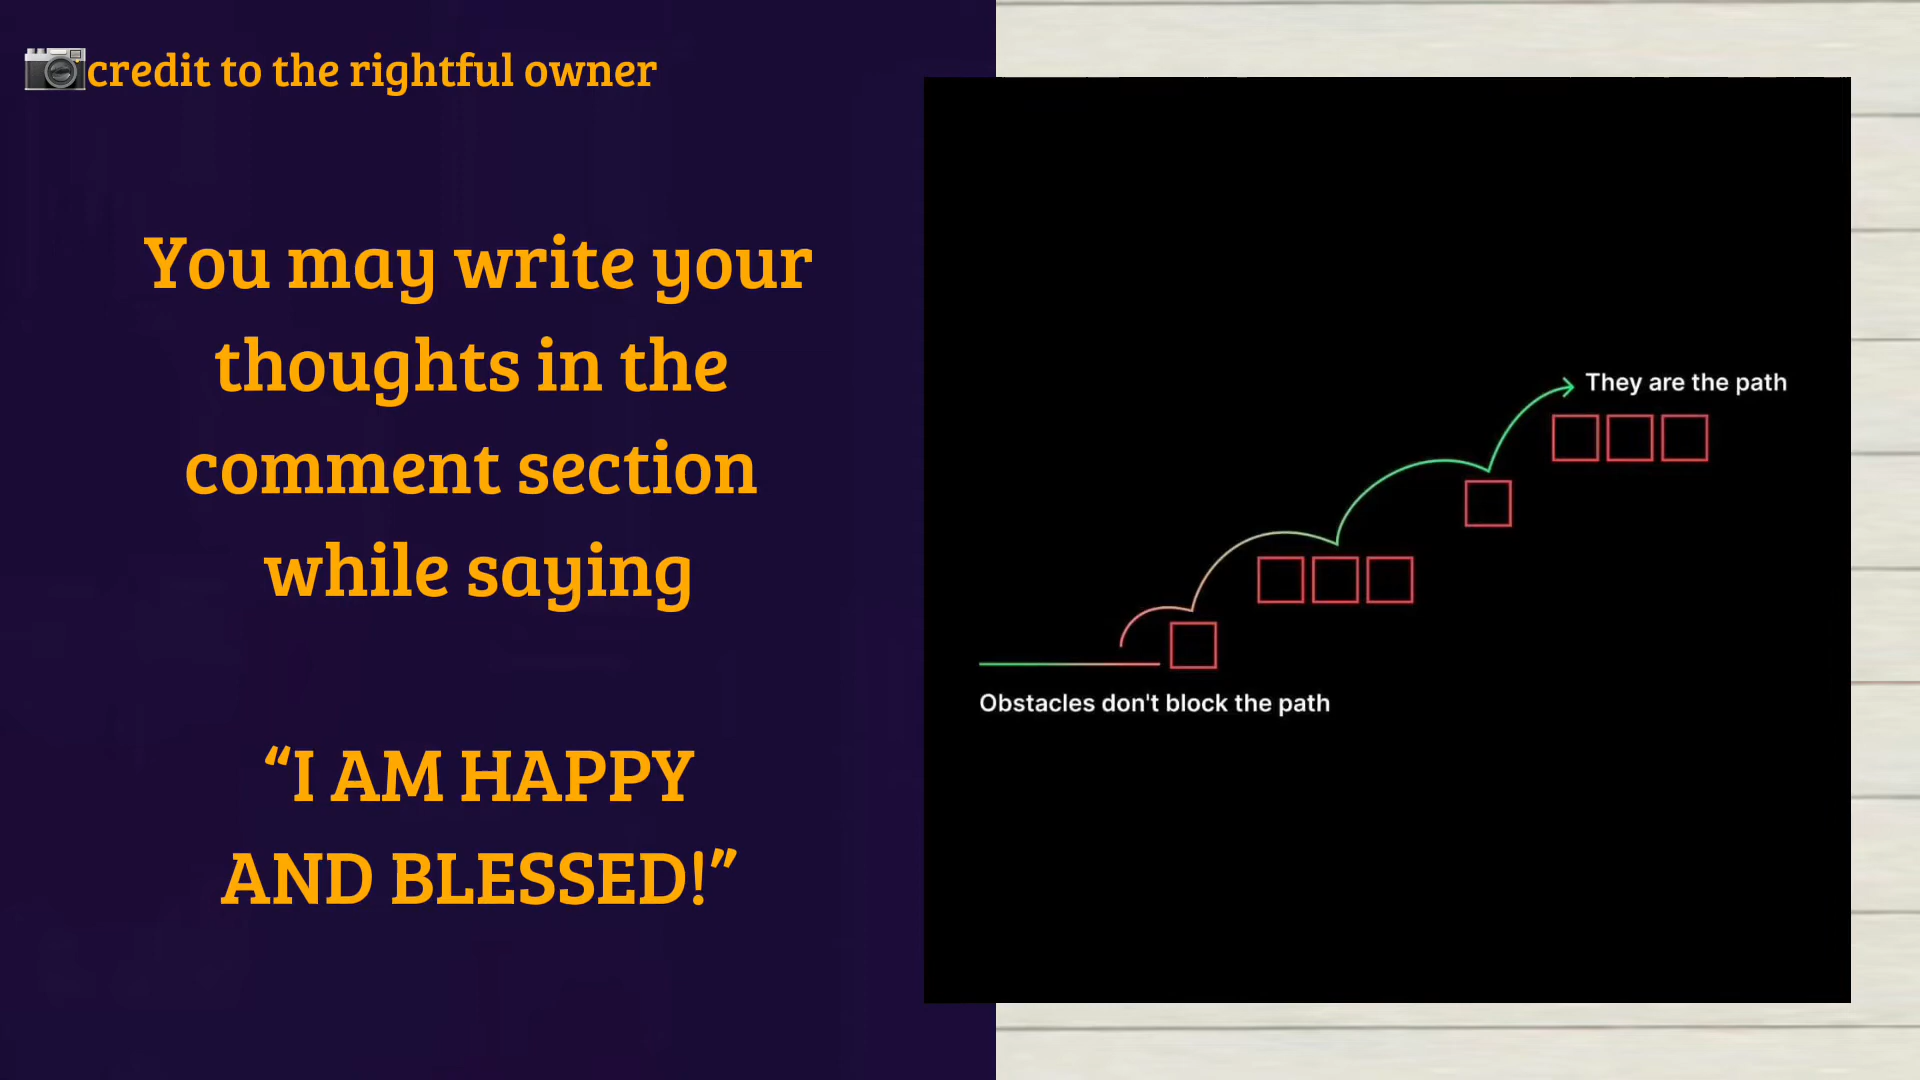 credit to the rightful owner
You may write your
thoughts in the
comment section
while saying
“I AM HAPPY
AND BLESSED!”
They are the path
Obstacles don't block the path